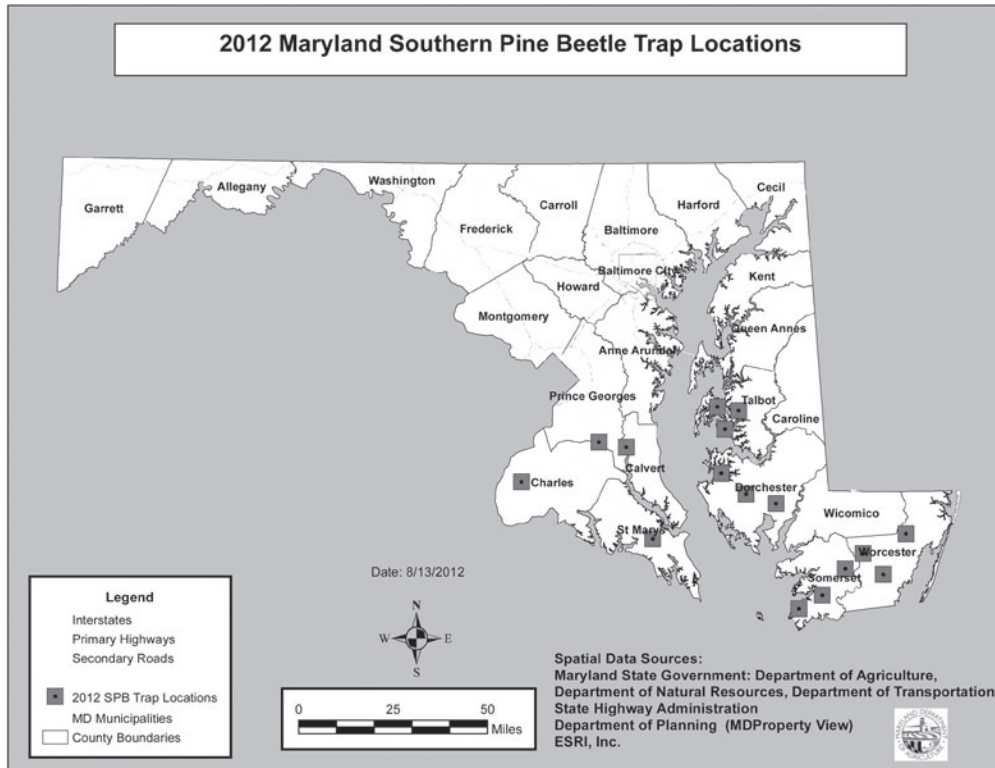 2012 Maryland Southern Pine Beetle Trap Locations
Garrett
Allegany
Washington
Frederick
Carroll
Baltimore
Harford
Cecil
Baltimore City
Howard
Kent
Montgomery
Queen Annes
Anne Arundel
Prince Georges
Talbot
Caroline
Calvert
Charles
Dorchester
St Marys
Wicomico
Worcester
Somerset
Date: 8/13/2012
N
W
E
S
Legend
Interstates
Primary Highways
Secondary Roads
2012 SPB Trap Locations
MD Municipalities
County Boundaries
0 25 50
Miles
Spatial Data Sources:
Maryland State Government: Department of Agriculture,
Department of Natural Resources, Department of Transportation
State Highway Administration
Department of Planning (MDProperty View)
ESRI, Inc.
MARYLAND DEPARTMENT
OF AGRICULTURE